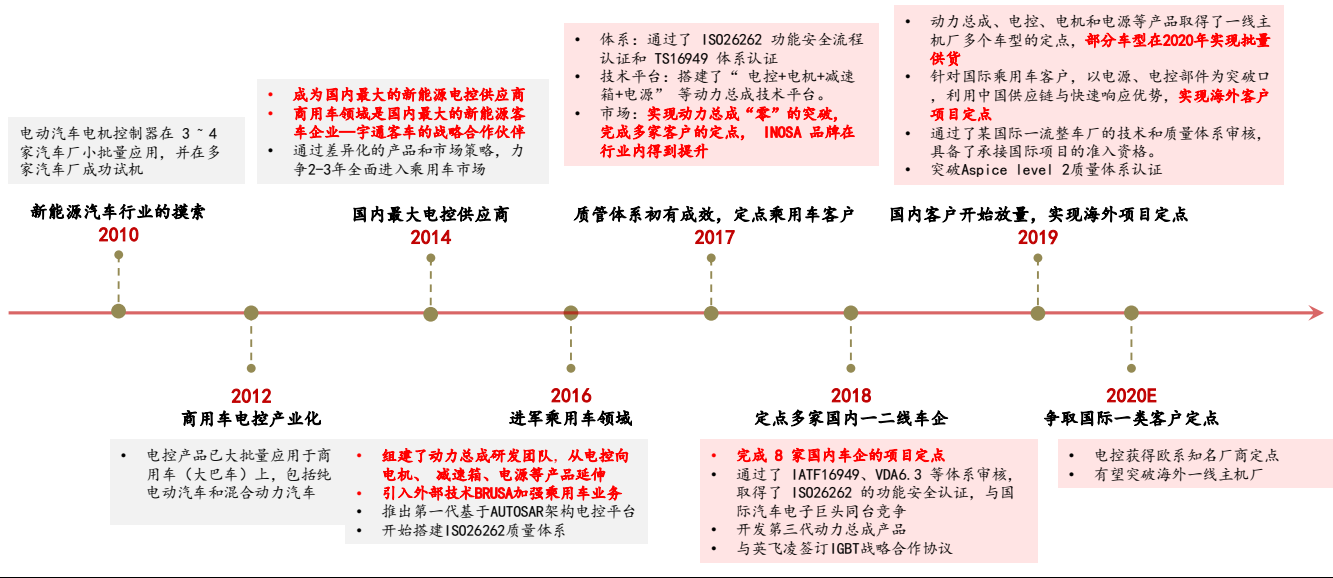 电动汽车电机控制器在 3 ~ 4
家汽车厂小批量应用，并在多
家汽车厂成功试机
新能源汽车行业的摸索
2010
• 成为国内最大的新能源电控供应商
• 商用车领域是国内最大的新能源客
车企业—宇通客车的战略合作伙伴
• 通过差异化的产品和市场策略，力
争2-3年全面进入乘用车市场
国内最大电控供应商
2014
• 体系：通过了 ISO26262 功能安全流程
认证和 TS16949 体系认证
• 技术平台：搭建了“ 电控+电机+减速
箱+电源” 等动力总成技术平台。
• 市场：实现动力总成“零”的突破，
完成多家客户的定点， INOSA 品牌在
行业内得到提升
质管体系初有成效，定点乘用车客户
2017
• 动力总成、电控、电机和电源等产品取得了一线主
机厂多个车型的定点，部分车型在2020年实现批量
供货
• 针对国际乘用车客户，以电源、电控部件为突破口
，利用中国供应链与快速响应优势，实现海外客户
项目定点
• 通过了某国际一流整车厂的技术和质量体系审核，
具备了承接国际项目的准入资格。
• 突破Aspice level 2质量体系认证
国内客户开始放量，实现海外项目定点
2019
2012
商用车电控产业化
• 电控产品已大批量应用于商
用车（大巴车）上，包括纯
电动汽车和混合动力汽车
2016
进军乘用车领域
• 组建了动力总成研发团队，从电控向
电机、 减速箱、电源等产品延伸
• 引入外部技术BRUSA加强乘用车业务
• 推出第一代基于AUTOSAR架构电控平台
• 开始搭建ISO26262质量体系
2018
定点多家国内一二线车企
• 完成 8 家国内车企的项目定点
• 通过了 IATF16949、VDA6.3 等体系审核，
取得了 ISO26262 的功能安全认证，与国
际汽车电子巨头同台竞争
• 开发第三代动力总成产品
• 与英飞凌签订IGBT战略合作协议
2020E
争取国际一类客户定点
• 电控获得欧系知名厂商定点
• 有望突破海外一线主机厂